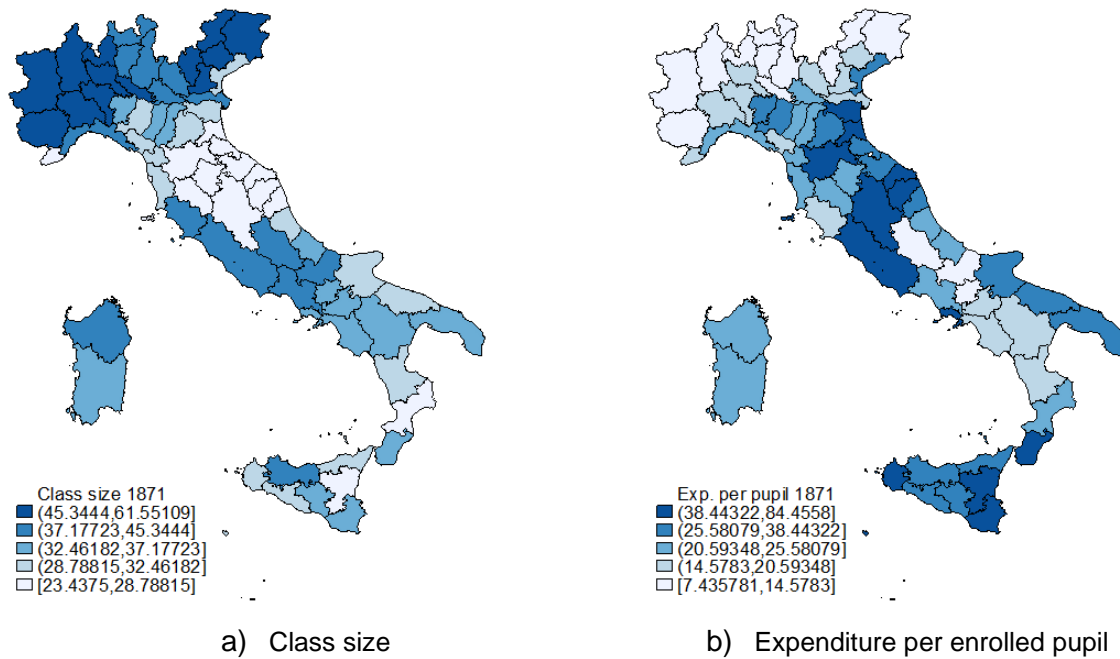 Class size 1871
(45.3444,61.55109]
(37.17723,45.3444]
(32.46182,37.17723]
(28.78815,32.46182]
[23.4375,28.78815]
Exp. per pupil 1871
(38.44322,84.4558]
(25.58079,38.44322]
(20.59348,25.58079]
(14.5783,20.59348]
[7.435781,14.5783]
a) Class size
b) Expenditure per enrolled pupil